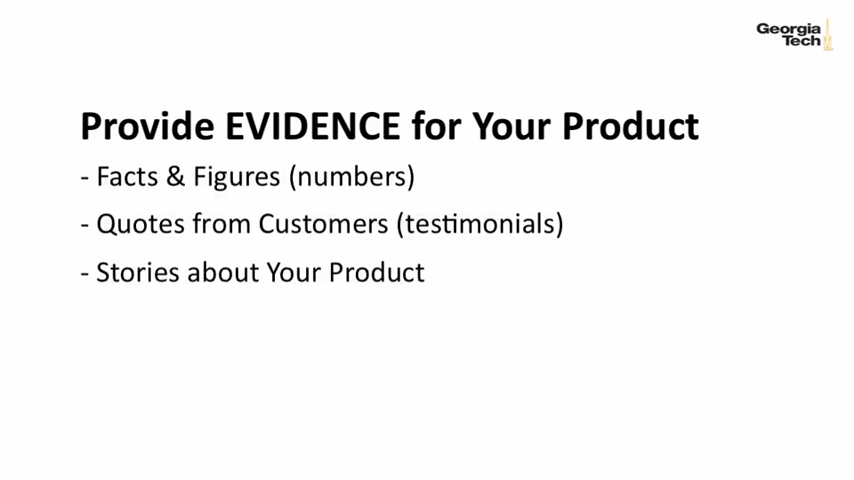 Georgia
Tech
Provide EVIDENCE for Your Product
- Facts & Figures (numbers)
- Quotes from Customers (testimonials)
- Stories about Your Product